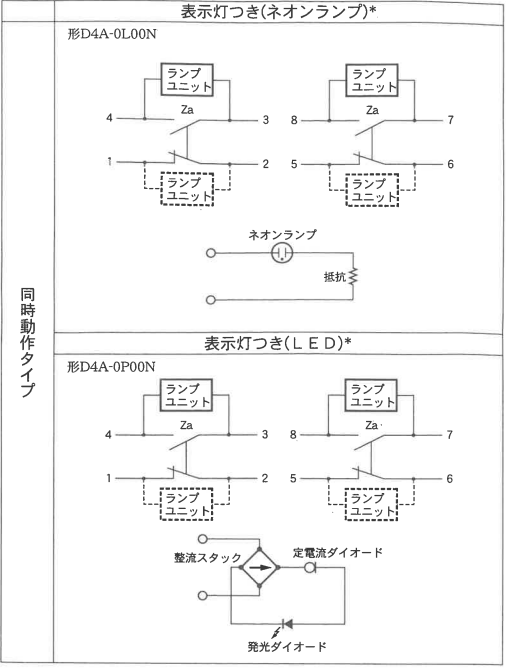 同時動作タイプ
表示灯つき(ネオンランプ)*
形D4A-0L00N
ランプ
ユニット
ランプ
ユニット
4 Za 3 8 Za 7
1 2 5 6
ランプ
ユニット
ランプ
ユニット
ネオンランプ
抵抗
表示灯つき(ＬＥＤ)*
形D4A-0P00N
ランプ
ユニット
ランプ
ユニット
4 Za 3 8 Za 7
1 2 5 6
ランプ
ユニット
ランプ
ユニット
整流スタック
定電流ダイオード
発光ダイオード